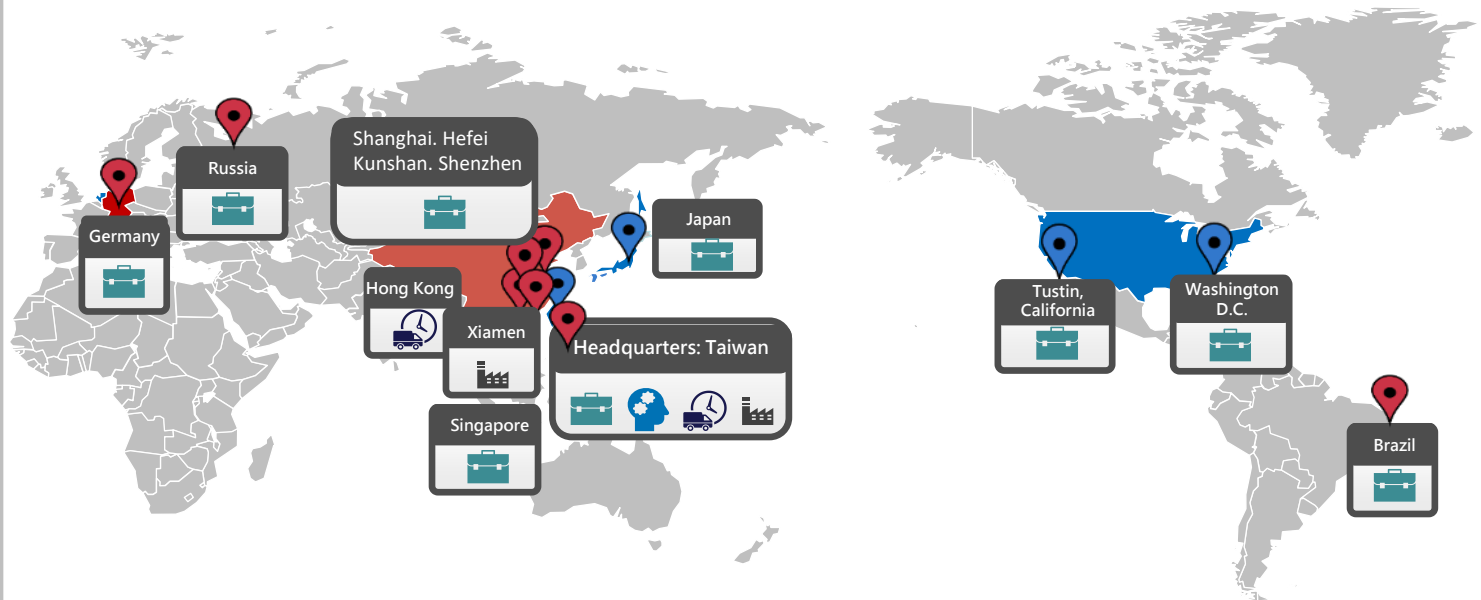 Russia
Germany
Shanghai. Hefei
Kunshan. Shenzhen
Japan
Hong Kong
Xiamen
Headquarters: Taiwan
Singapore
Tustin,
California
Washington
D.C.
Brazil